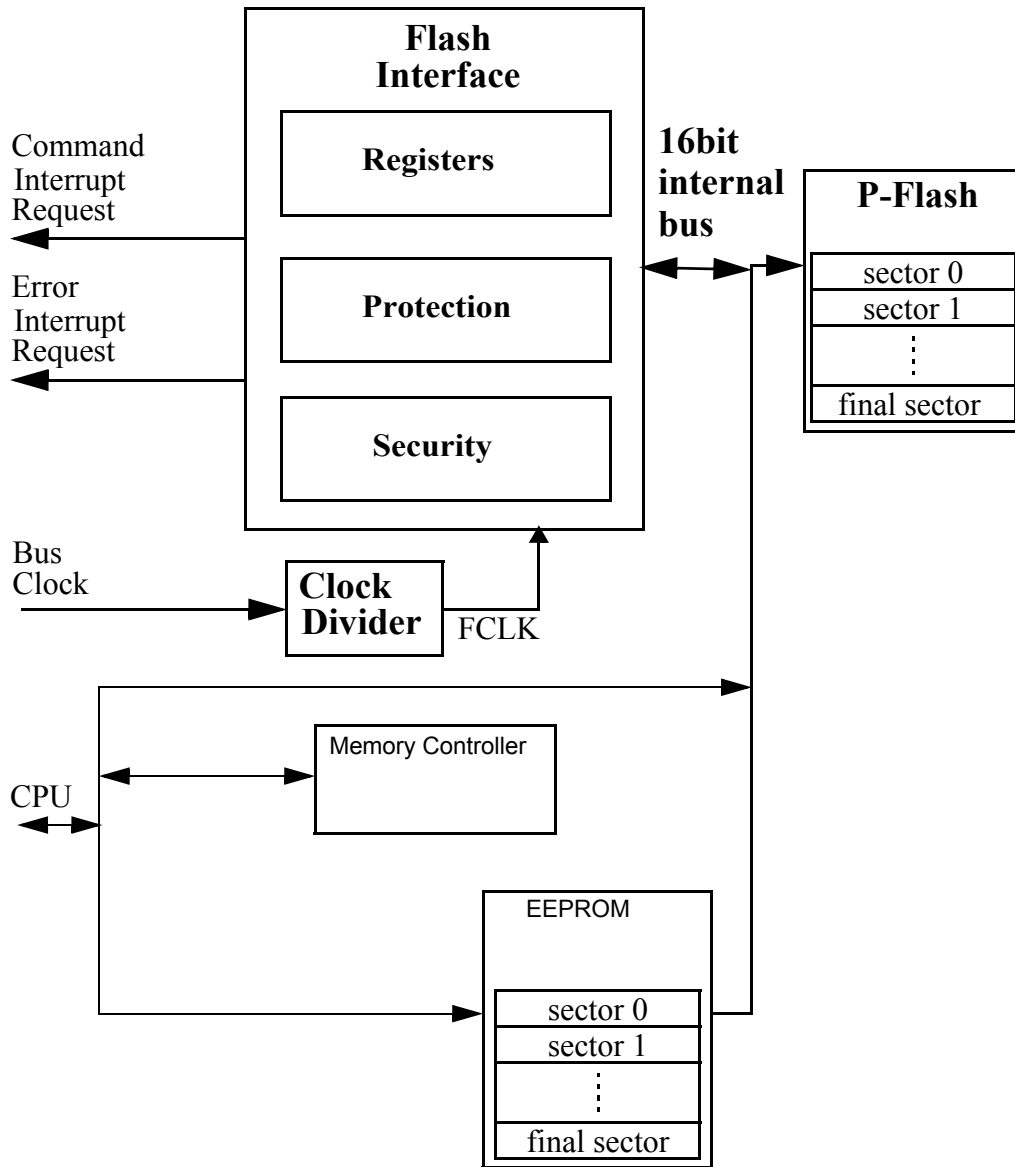 Flash
Interface
Registers
Protection
Security
Command
Interrupt
Request
Error
Interrupt
Request
16bit
internal
bus
P-Flash
sector 0
sector 1
final sector
Bus
Clock
Clock
Divider
FCLK
Memory Controller
CPU
EEPROM
sector 0
sector 1
final sector